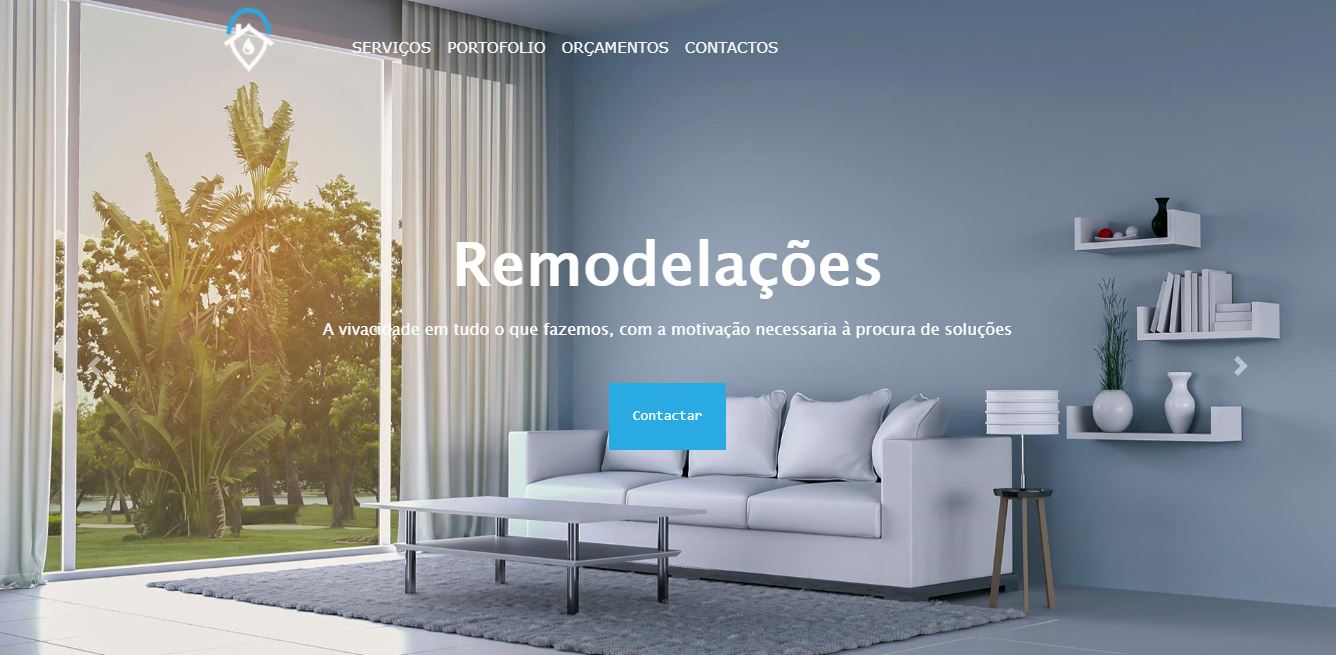 SERVIÇOS PORTOFOLIO ORÇAMENTOS CONTACTOS
Remodelações
A vivacidade em tudo o que fazemos, com a motivação necessaria à procura de soluções
Contactar